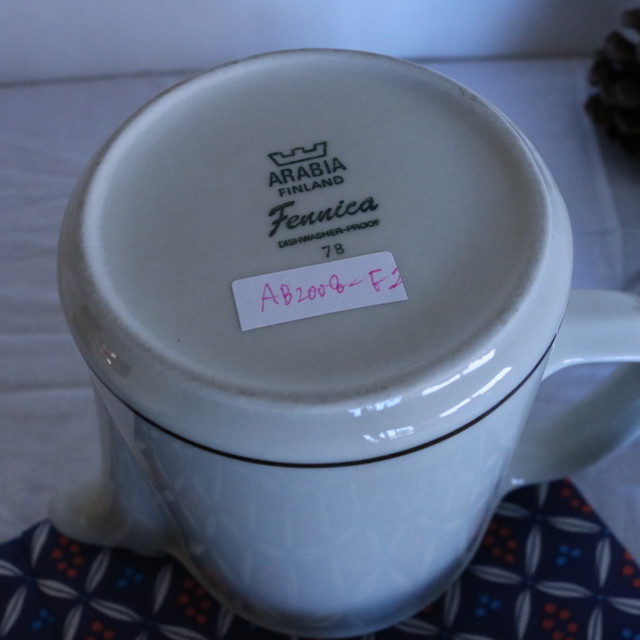 ARABIA
FINLAND
Fennica
DISHWASHER-PROOF
78
AB2008-F2